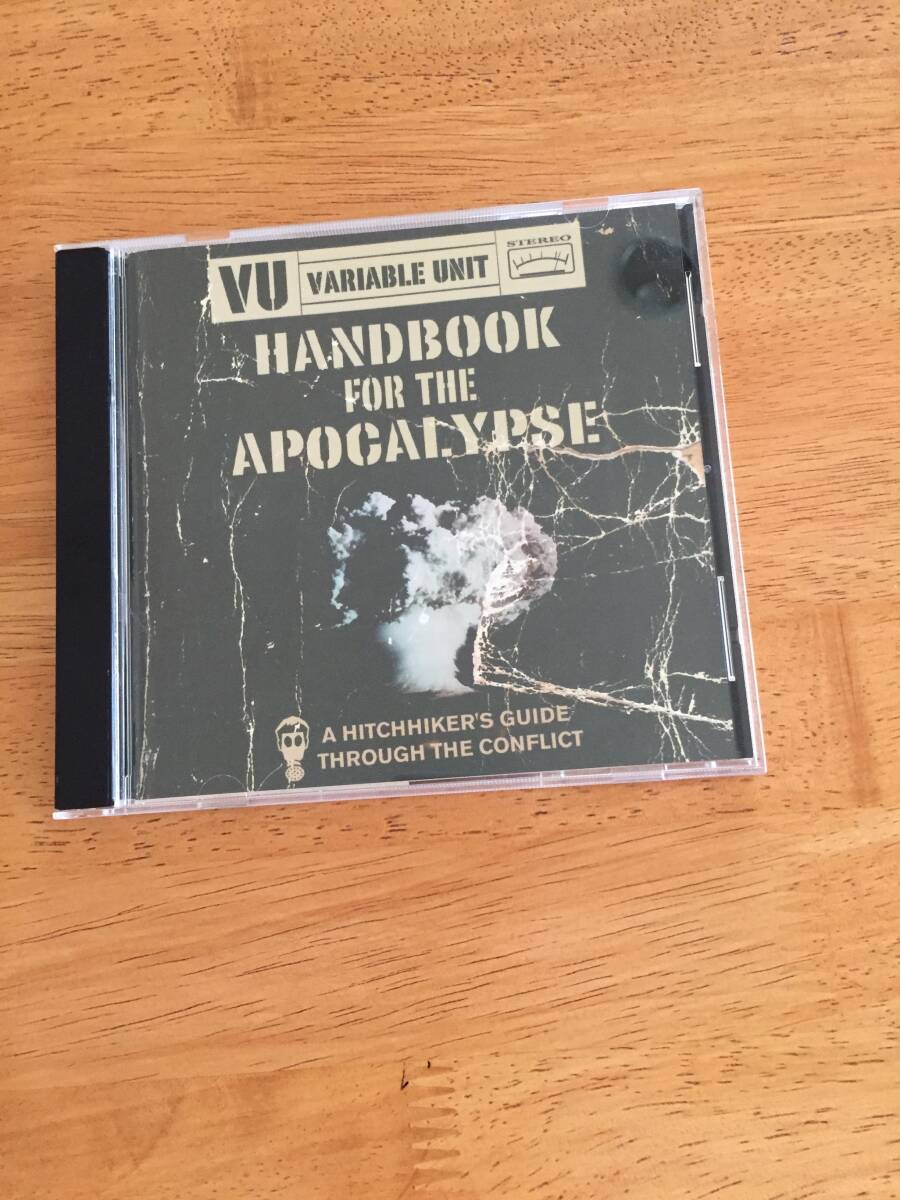 VU VARIABLE UNIT STEREO
HANDBOOK
FOR THE
APOCALYPSE
A HITCHHIKER'S GUIDE
THROUGH THE CONFLICT